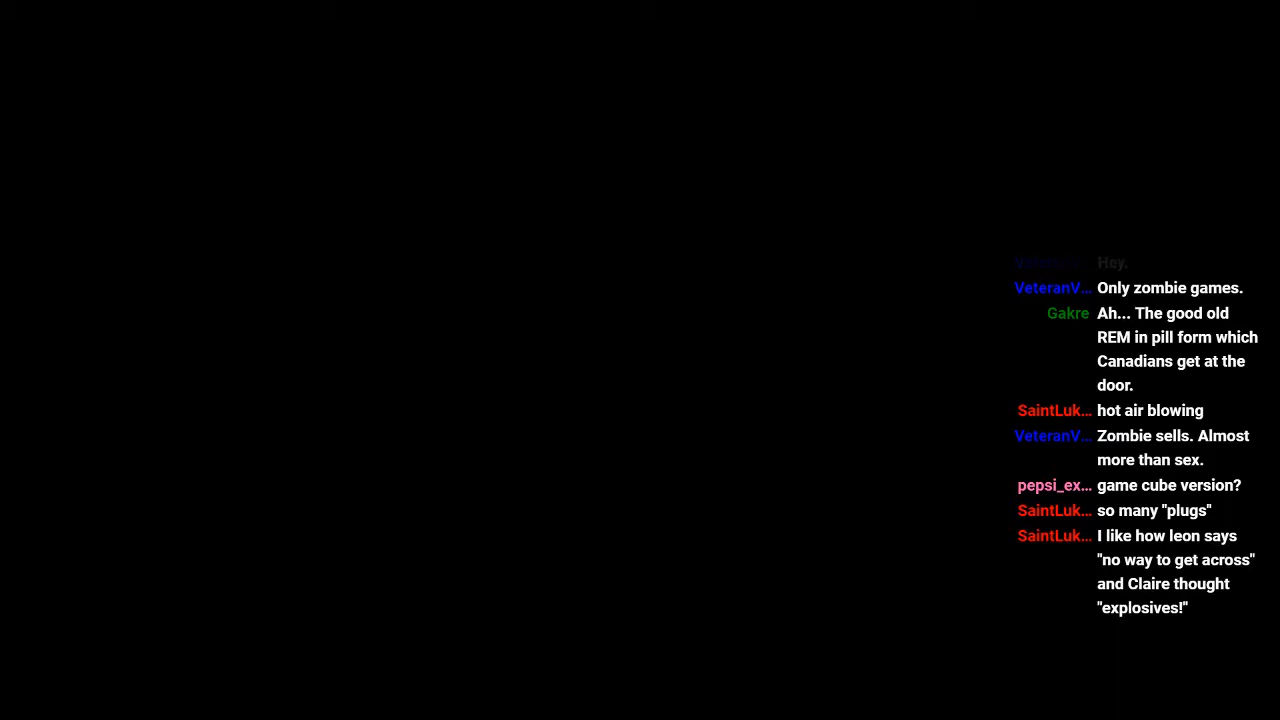 Hey.
VeteranV... Only zombie games.
Gakre Ah... The good old
REM in pill form which
Canadians get at the
door.
SaintLuk... hot air blowing
VeteranV... Zombie sells. Almost
more than sex.
pepsi_ex... game cube version?
SaintLuk... so many "plugs"
SaintLuk... I like how leon says
"no way to get across"
and Claire thought
"explosives!"